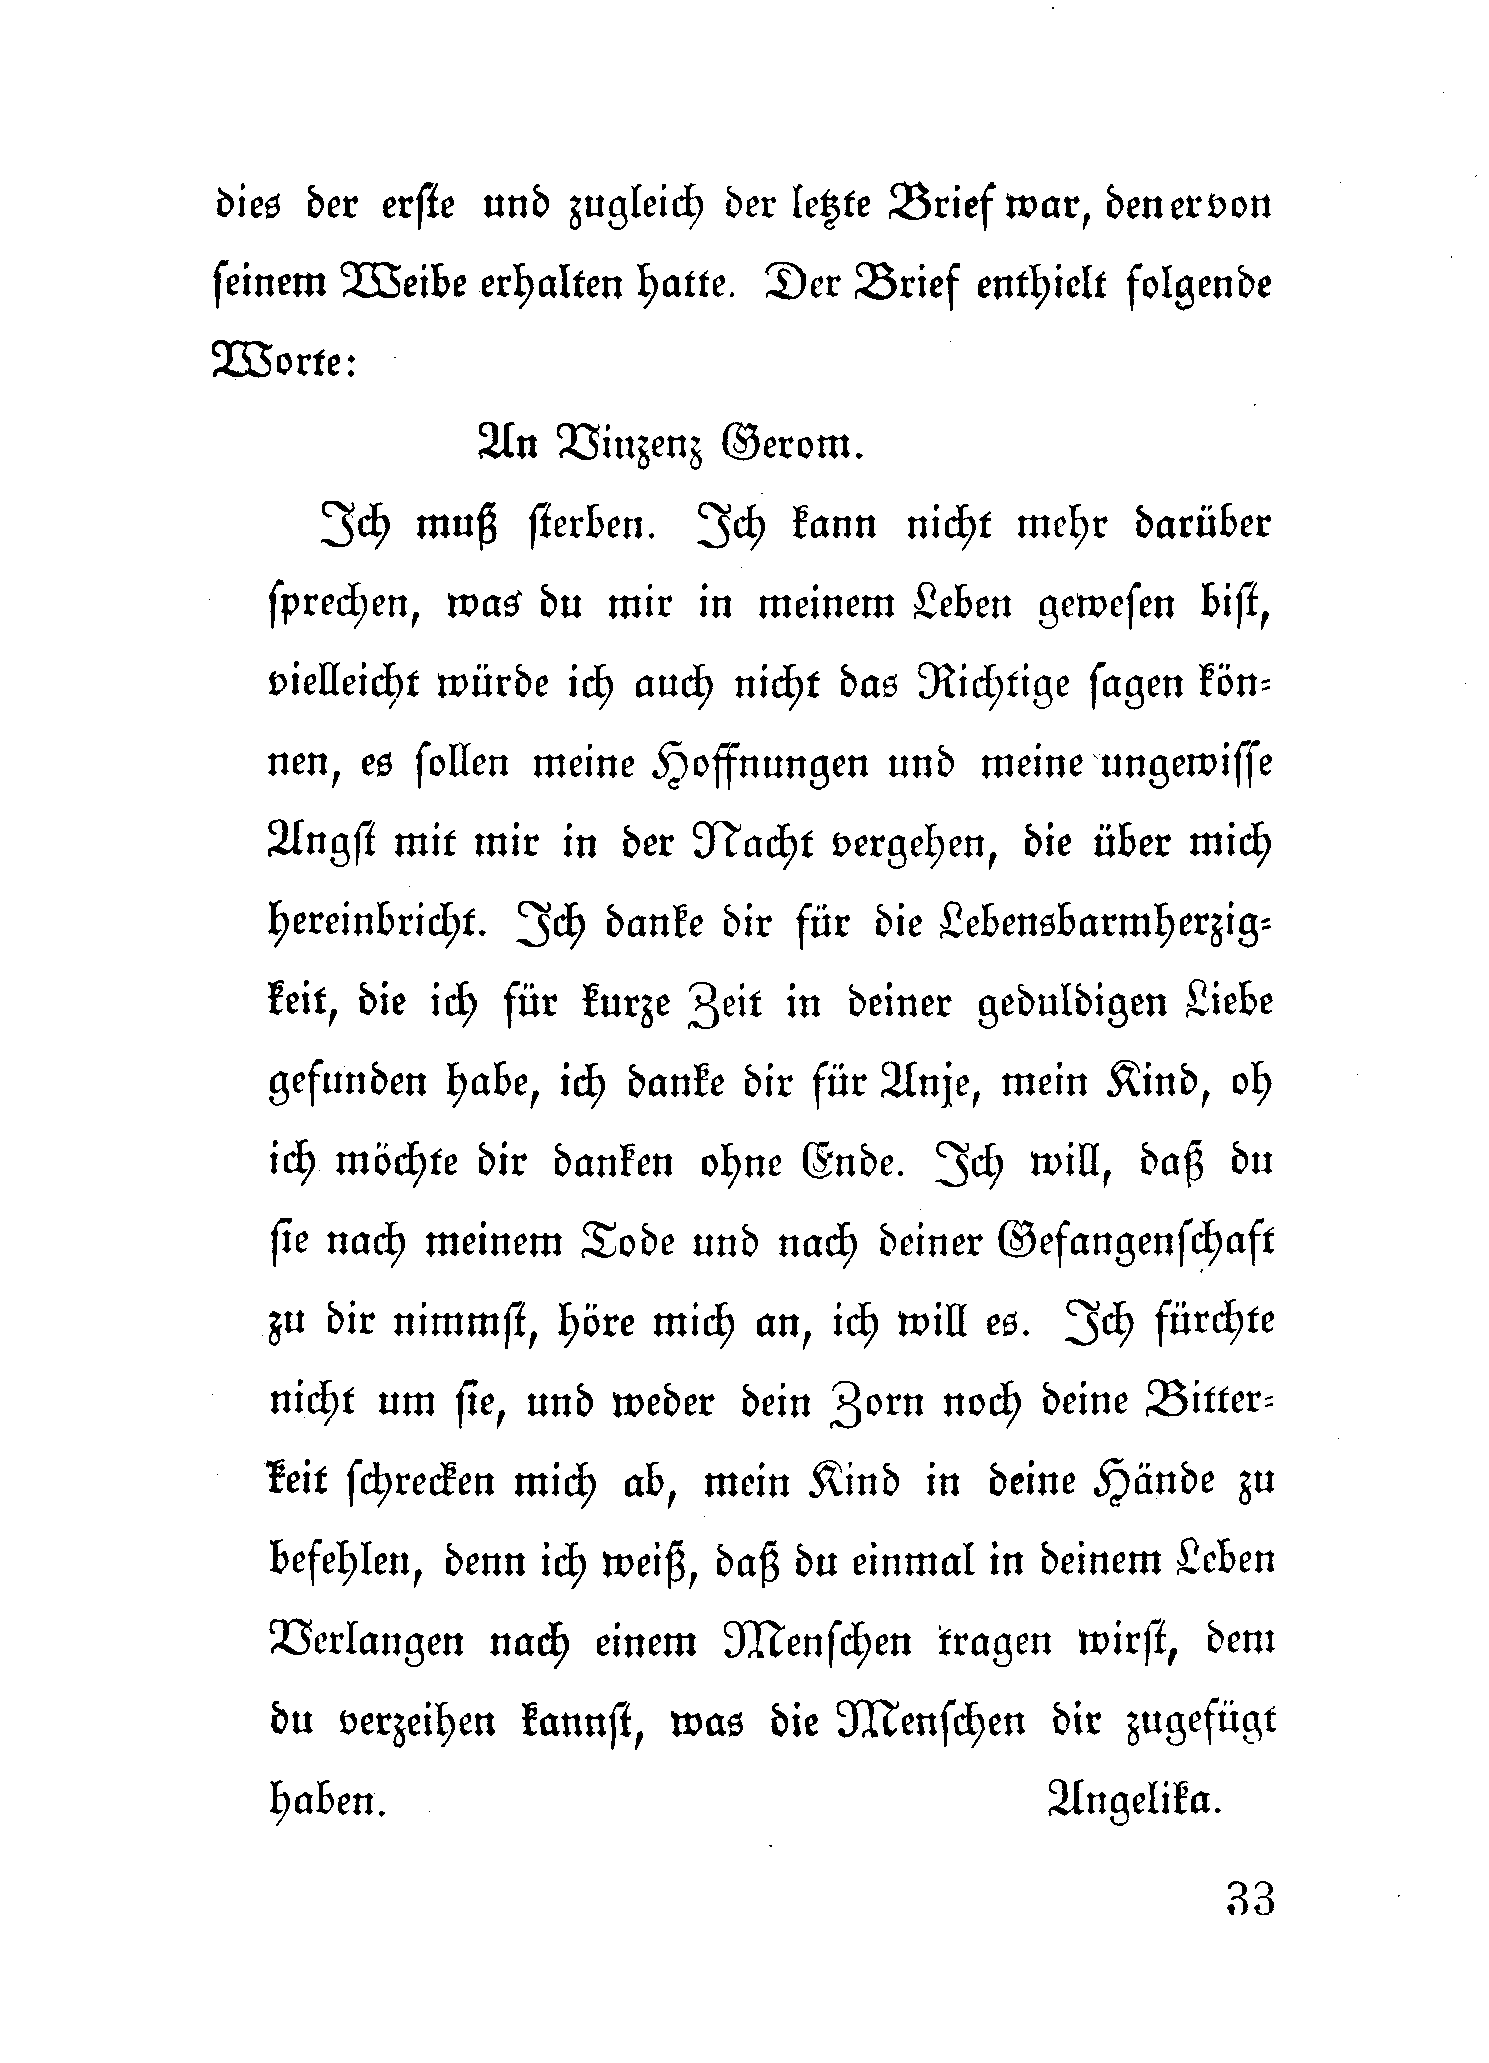 dies der erste und zugleich der letzte Brief war, den er von
seinem Weibe erhalten hatte. Der Brief enthielt folgende
Worte:
An Vinzenz Gerom.
Ich muß sterben. Ich kann nicht mehr darüber
sprechen, was du mir in meinem Leben gewesen bist,
vielleicht würde ich auch nicht das Richtige sagen kön-
nen, es sollen meine Hoffnungen und meine ungewisse
Angst mit mir in der Nacht vergehen, die über mich
hereinbricht. Ich danke dir für die Lebensbarmherzig-
keit, die ich für kurze Zeit in deiner geduldigen Liebe
gefunden habe, ich danke dir für Anje, mein Kind, oh
ich möchte dir danken ohne Ende. Ich will, daß du
sie nach meinem Tode und nach deiner Gefangenschaft
zu dir nimmst, höre mich an, ich will es. Ich fürchte
nicht um sie, und weder dein Zorn noch deine Bitter-
keit schrecken mich ab, mein Kind in deine Hände zu
befehlen, denn ich weiß, daß du einmal in deinem Leben
Verlangen nach einem Menschen tragen wirst, dem
du verzeihen kannst, was die Menschen dir zugefügt
haben. Angelika.
33